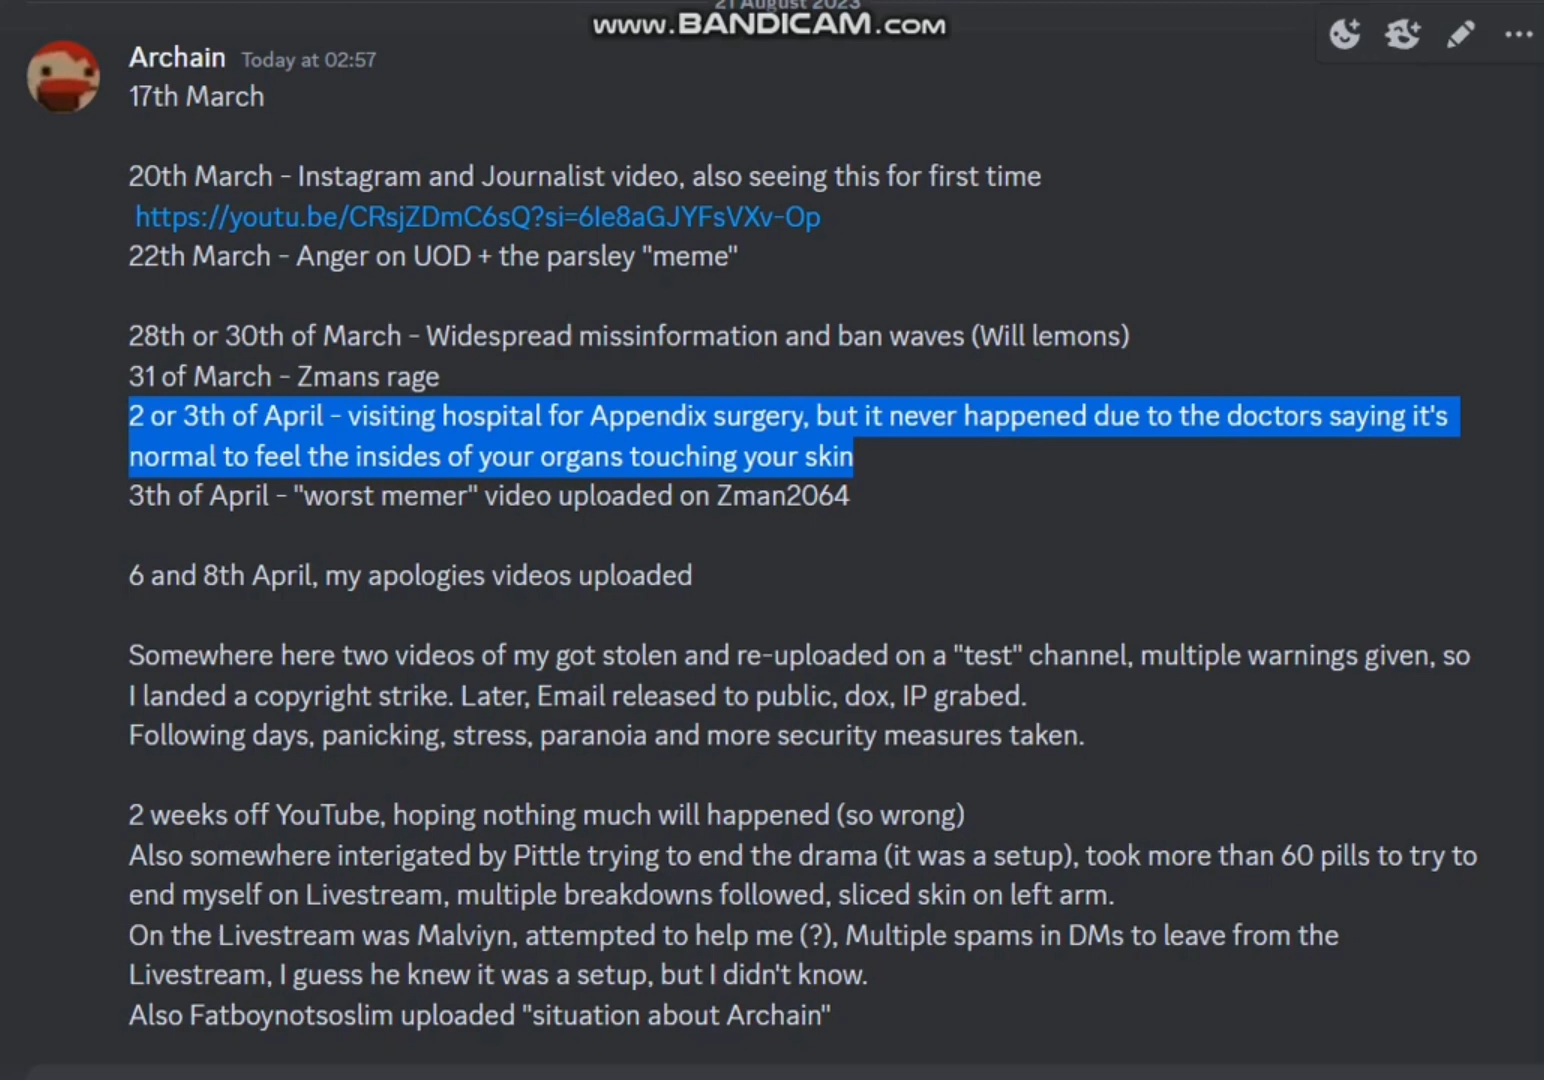 21 August 2023
www.BANDICAM.com
Archain Today at 02:57
17th March
20th March - Instagram and Journalist video, also seeing this for first time
https://youtu.be/CRsjZDmC6sQ?si=6Ie8aGJYFsVXv-Op
22th March - Anger on UOD + the parsley "meme"
28th or 30th of March - Widespread missinformation and ban waves (Will lemons)
31 of March - Zmans rage
2 or 3th of April - visiting hospital for Appendix surgery, but it never happened due to the doctors saying it's
normal to feel the insides of your organs touching your skin
3th of April - "worst memer" video uploaded on Zman2064
6 and 8th April, my apologies videos uploaded
Somewhere here two videos of my got stolen and re-uploaded on a "test" channel, multiple warnings given, so
I landed a copyright strike. Later, Email released to public, dox, IP grabed.
Following days, panicking, stress, paranoia and more security measures taken.
2 weeks off YouTube, hoping nothing much will happened (so wrong)
Also somewhere interigated by Pittle trying to end the drama (it was a setup), took more than 60 pills to try to
end myself on Livestream, multiple breakdowns followed, sliced skin on left arm.
On the Livestream was Malviyn, attempted to help me (?), Multiple spams in DMs to leave from the
Livestream, I guess he knew it was a setup, but I didn't know.
Also Fatboynotsoslim uploaded "situation about Archain"